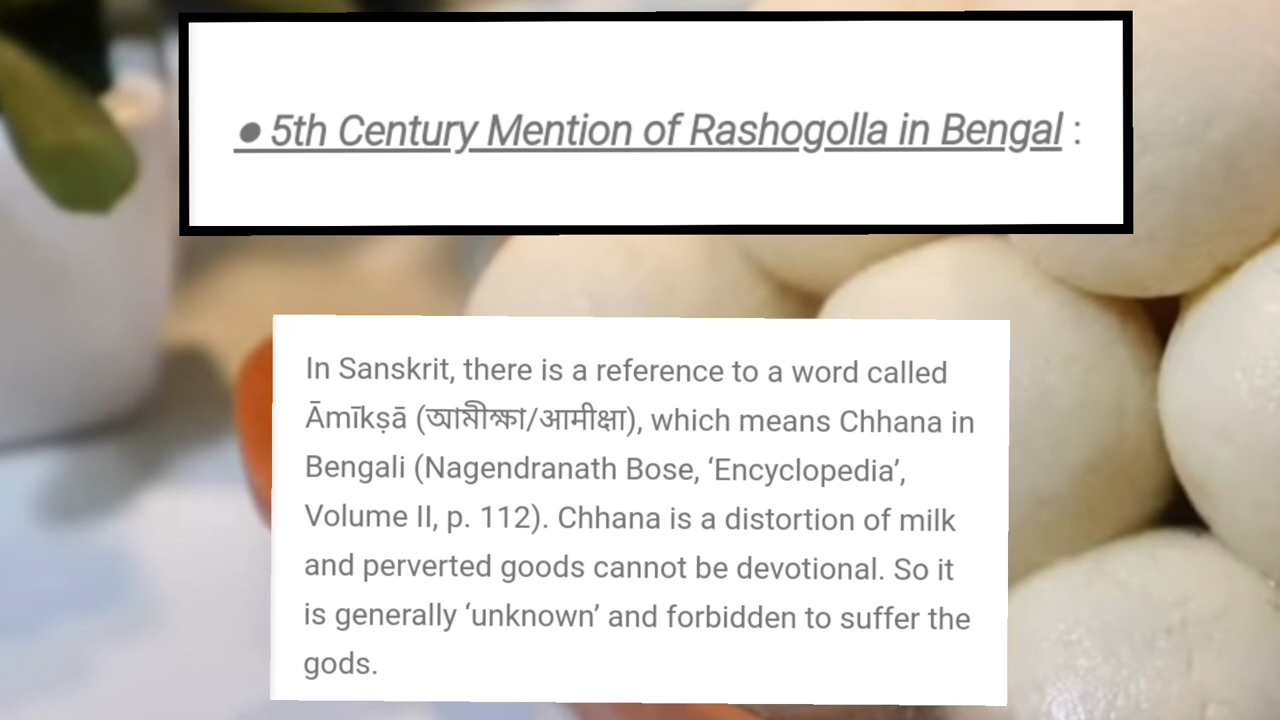 ● 5th Century Mention of Rashogolla in Bengal :
In Sanskrit, there is a reference to a word called
Āmīkṣā (আমীক্ষা/आमीक्षा), which means Chhana in
Bengali (Nagendranath Bose, ‘Encyclopedia’,
Volume II, p. 112). Chhana is a distortion of milk
and perverted goods cannot be devotional. So it
is generally ‘unknown’ and forbidden to suffer the
gods.